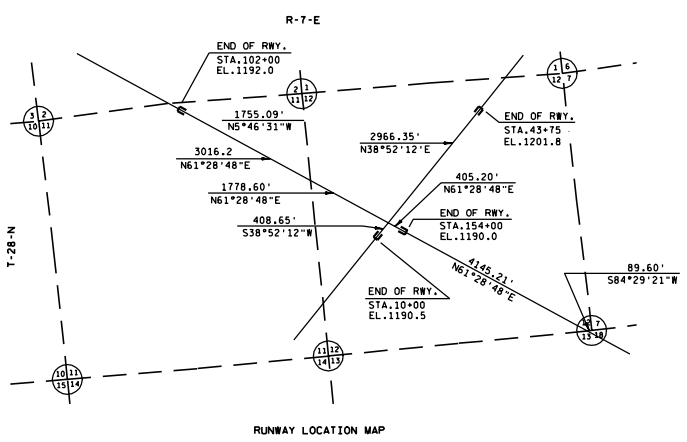 R-7-E
END OF RWY.
STA.102+00
EL.1192.0
1 6
12 7
2 1
11 12
3 2
10 11
1755.09'
N5°46'31"W
END OF RWY.
STA.43+75
EL.1201.8
2966.35'
N38°52'12'E
3016.2
N61°28'48"E
405.20'
N61°28'48"E
1778.60'
N61°28'48"E
END OF RWY.
STA.154+00
EL.1190.0
408.65'
S38°52'12"W
T-28-N
4145.21'
N61°28'48"E
89.60'
S84°29'21"W
END OF RWY.
STA.10+00
EL.1190.5
12 7
13 18
11 12
14 13
10 11
15 14
RUNWAY LOCATION MAP